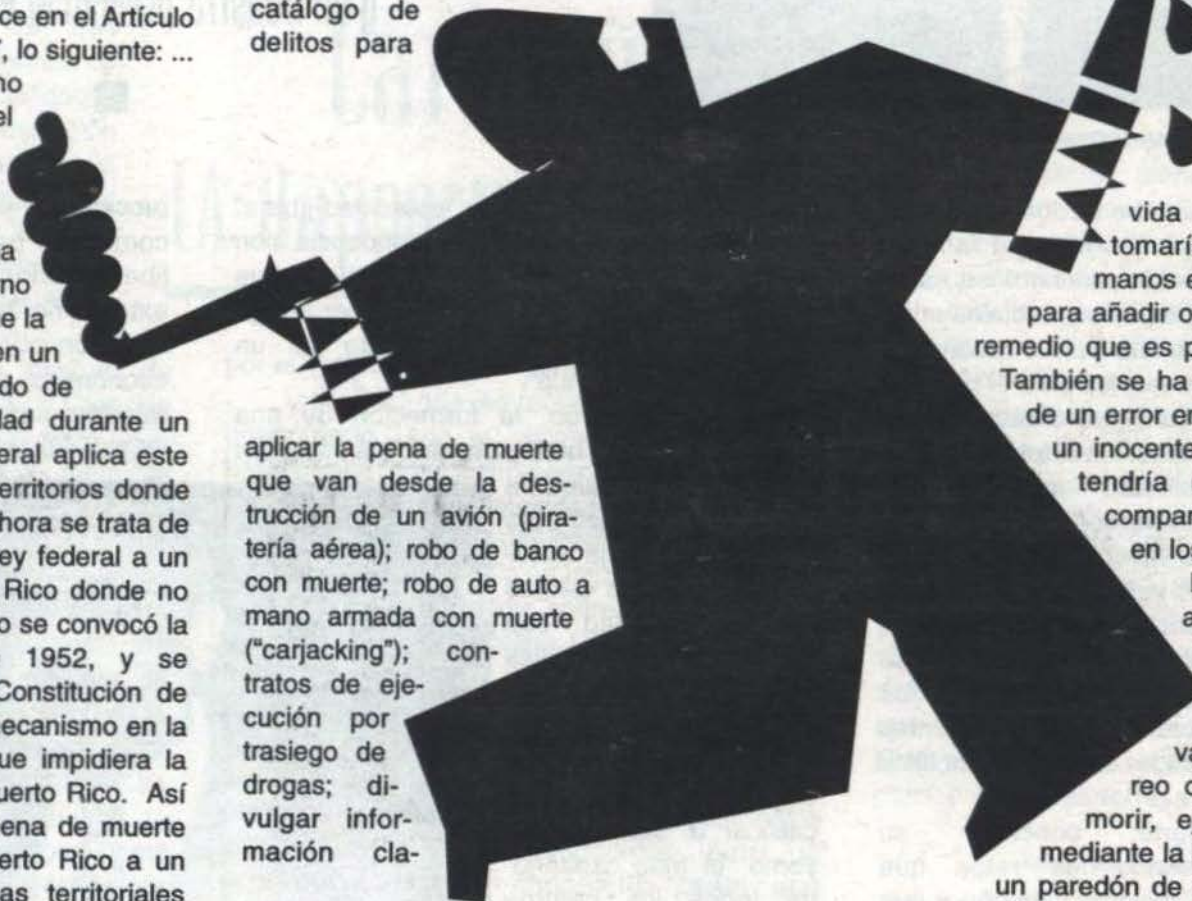 ce en el Artículo
, lo siguiente: ...
no
el
a
no
e la
en un
do de
dad durante un
eral aplica este
erritorios donde
hora se trata de
ey federal a un
Rico donde no
o se convocó la
1952, y se
Constitución de
mecanismo en la
que impidiera la
uerto Rico. Así
pena de muerte
erto Rico a un
as territoriales
catálogo de
delitos para
aplicar la pena de muerte
que van desde la des-
trucción de un avión (pira-
tería aérea); robo de banco
con muerte; robo de auto a
mano armada con muerte
("carjacking"); con-
tratos de eje-
cución por
trasiego de
drogas; di-
vulgar infor-
mación cla-
vida
tomarí
manos e
para añadir o
remedio que es p
También se ha
de un error en
un inocente
tendría
compar
en los
a
va
reo c
morir, e
mediante la
un paredón de